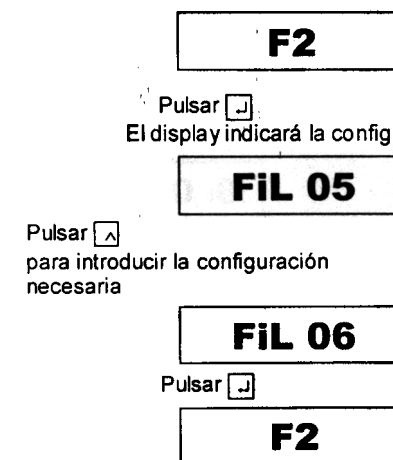 F2
Pulsar ↵
El display indicará la config
FiL 05
Pulsar ^
para introducir la configuración
necesaria
FiL 06
Pulsar ↵
F2